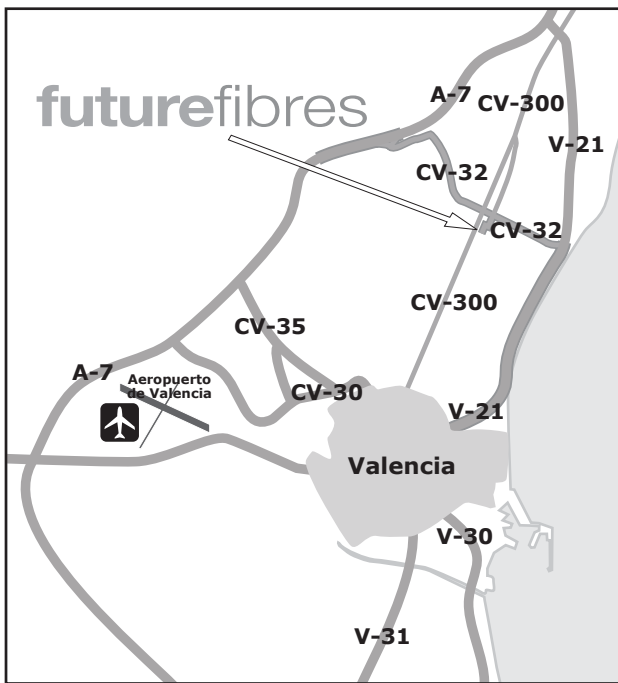 futurefibres
A-7
CV-300
V-21
CV-32
CV-32
CV-300
CV-35
A-7
Aeropuerto
de Valencia
CV-30
V-21
Valencia
V-30
V-31